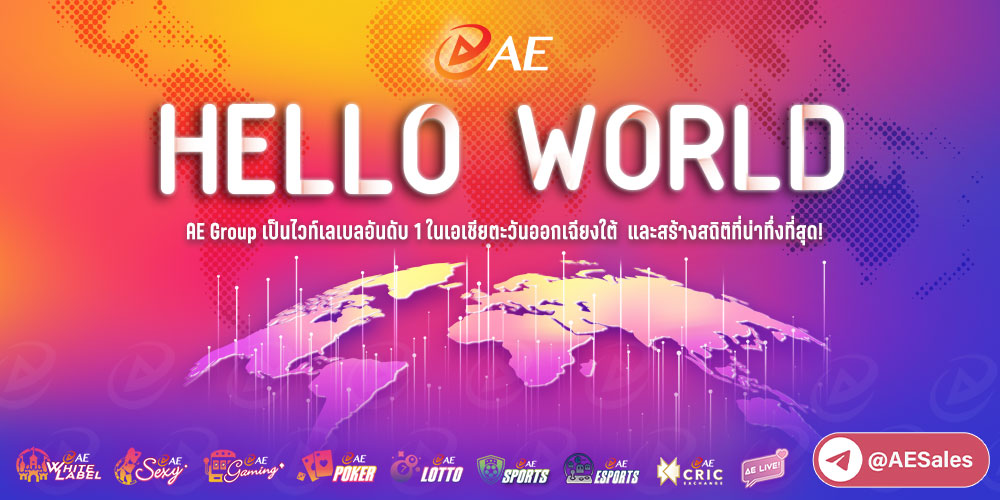 AE
HELLO WORLD
AE Group เป็นไวท์เลเบลอันดับ 1 ในเอเชียตะวันออกเฉียงใต้ และสร้างสถิติที่น่าทึ่งที่สุด!
AE WHITE LABEL
AE Sexy
AE Gaming
AE POKER
AE LOTTO
AE SPORTS
AE ESPORTS
AE CRIC EXCHANGE
AE LIVE!
@AESales